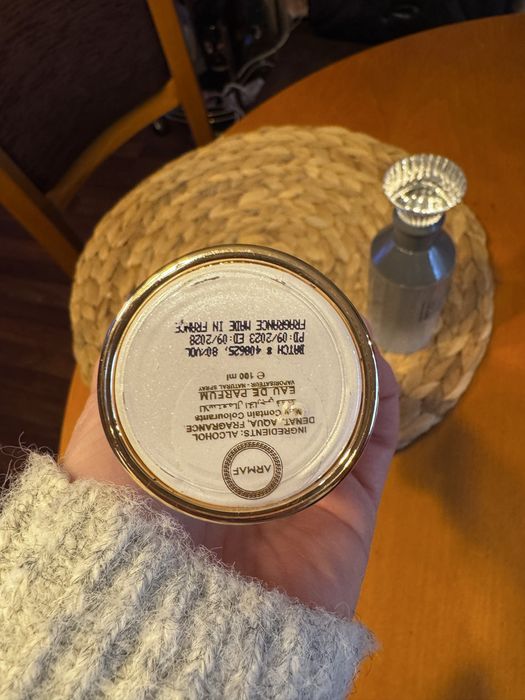 ARMAF
INGREDIENTS: ALCOHOL
DENAT, AQUA, FRAGRANCE
May Contain Colourants
EAU DE PARFUM
VAPORISATEUR - NATURAL SPRAY
℮ 100 ml
BATCH # 408625, 80%VOL
PD: 09/2023 ED: 09/2028
FRAGRANCE MADE IN FRANCE.